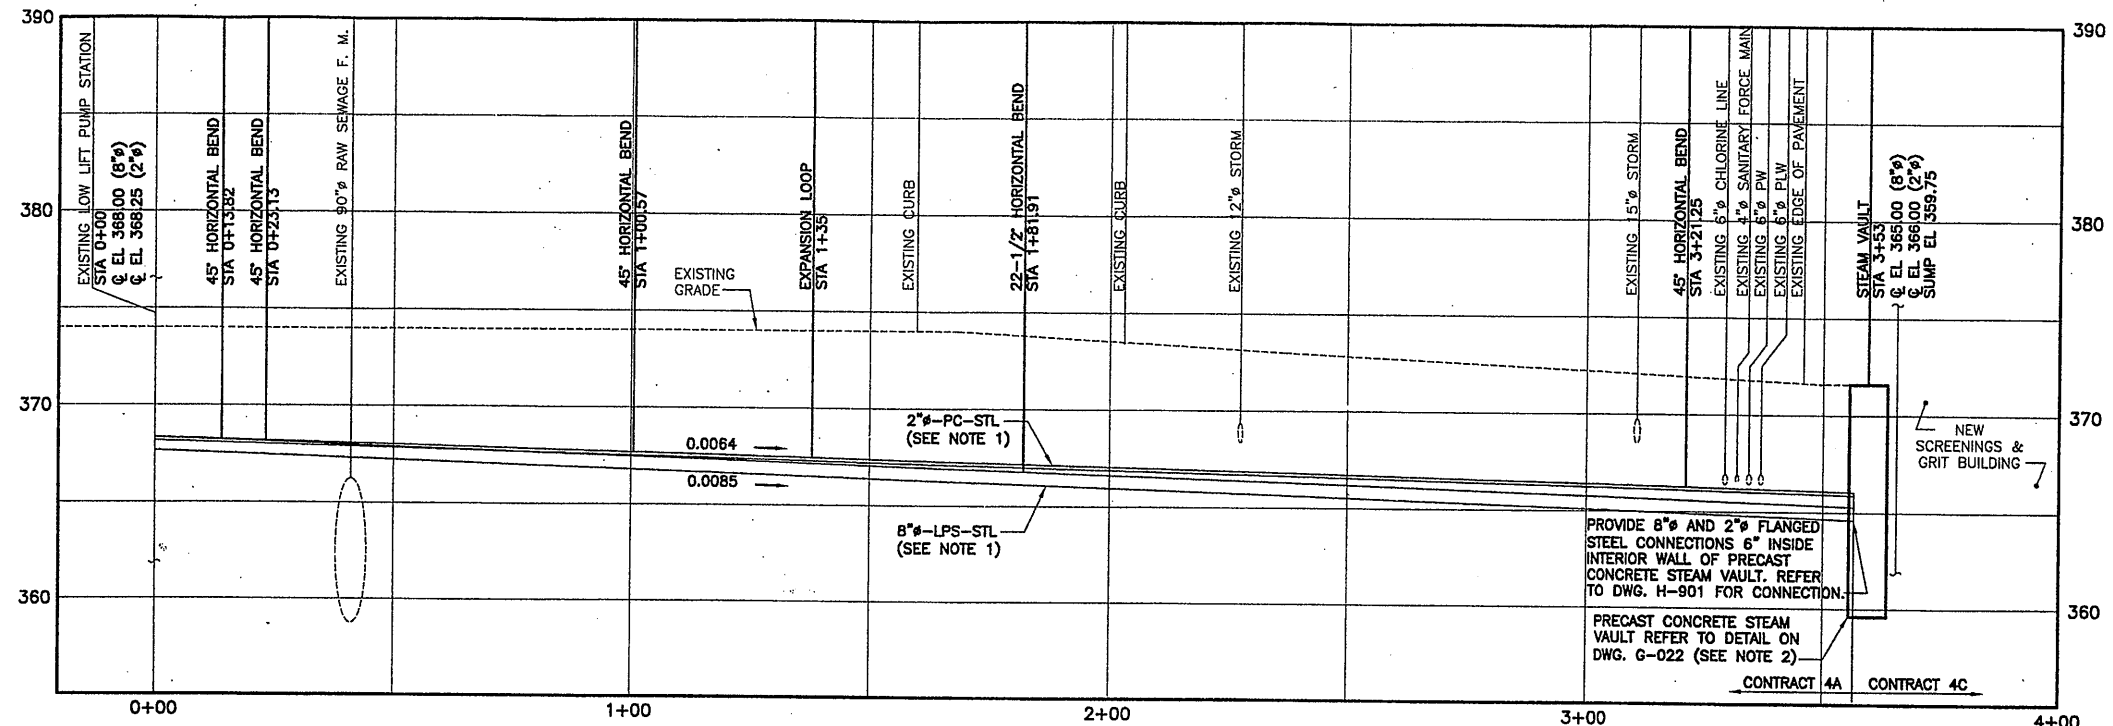 390
390
380
380
370
370
360
360
EXISTING LOW LIFT PUMP STATION
STA 0+00
℄ EL 368.00 (8"ø)
℄ EL 368.25 (2"ø)
45° HORIZONTAL BEND
STA 0+13.82
45° HORIZONTAL BEND
STA 0+23.13
EXISTING 90"ø RAW SEWAGE F. M.
45° HORIZONTAL BEND
STA 1+00.57
EXISTING
GRADE
EXPANSION LOOP
STA 1+35
EXISTING CURB
22-1/2° HORIZONTAL BEND
STA 1+81.91
EXISTING CURB
EXISTING 12"ø STORM
EXISTING 15"ø STORM
45° HORIZONTAL BEND
STA 3+21.25
EXISTING 6"ø CHLORINE LINE
EXISTING 4"ø SANITARY FORCE MAIN
EXISTING 6"ø PW
EXISTING 6"ø PLW
EXISTING EDGE OF PAVEMENT
STEAM VAULT
STA 3+53
℄ EL 365.00 (8"ø)
℄ EL 366.00 (2"ø)
SUMP EL 359.75
0.0064
0.0085
2"ø-PC-STL
(SEE NOTE 1)
8"ø-LPS-STL
(SEE NOTE 1)
NEW
SCREENINGS &
GRIT BUILDING
PROVIDE 8"ø AND 2"ø FLANGED
STEEL CONNECTIONS 6" INSIDE
INTERIOR WALL OF PRECAST
CONCRETE STEAM VAULT. REFER
TO DWG. H-901 FOR CONNECTION.
PRECAST CONCRETE STEAM
VAULT REFER TO DETAIL ON
DWG. G-022 (SEE NOTE 2)
CONTRACT 4A
CONTRACT 4C
0+00
1+00
2+00
3+00
4+00